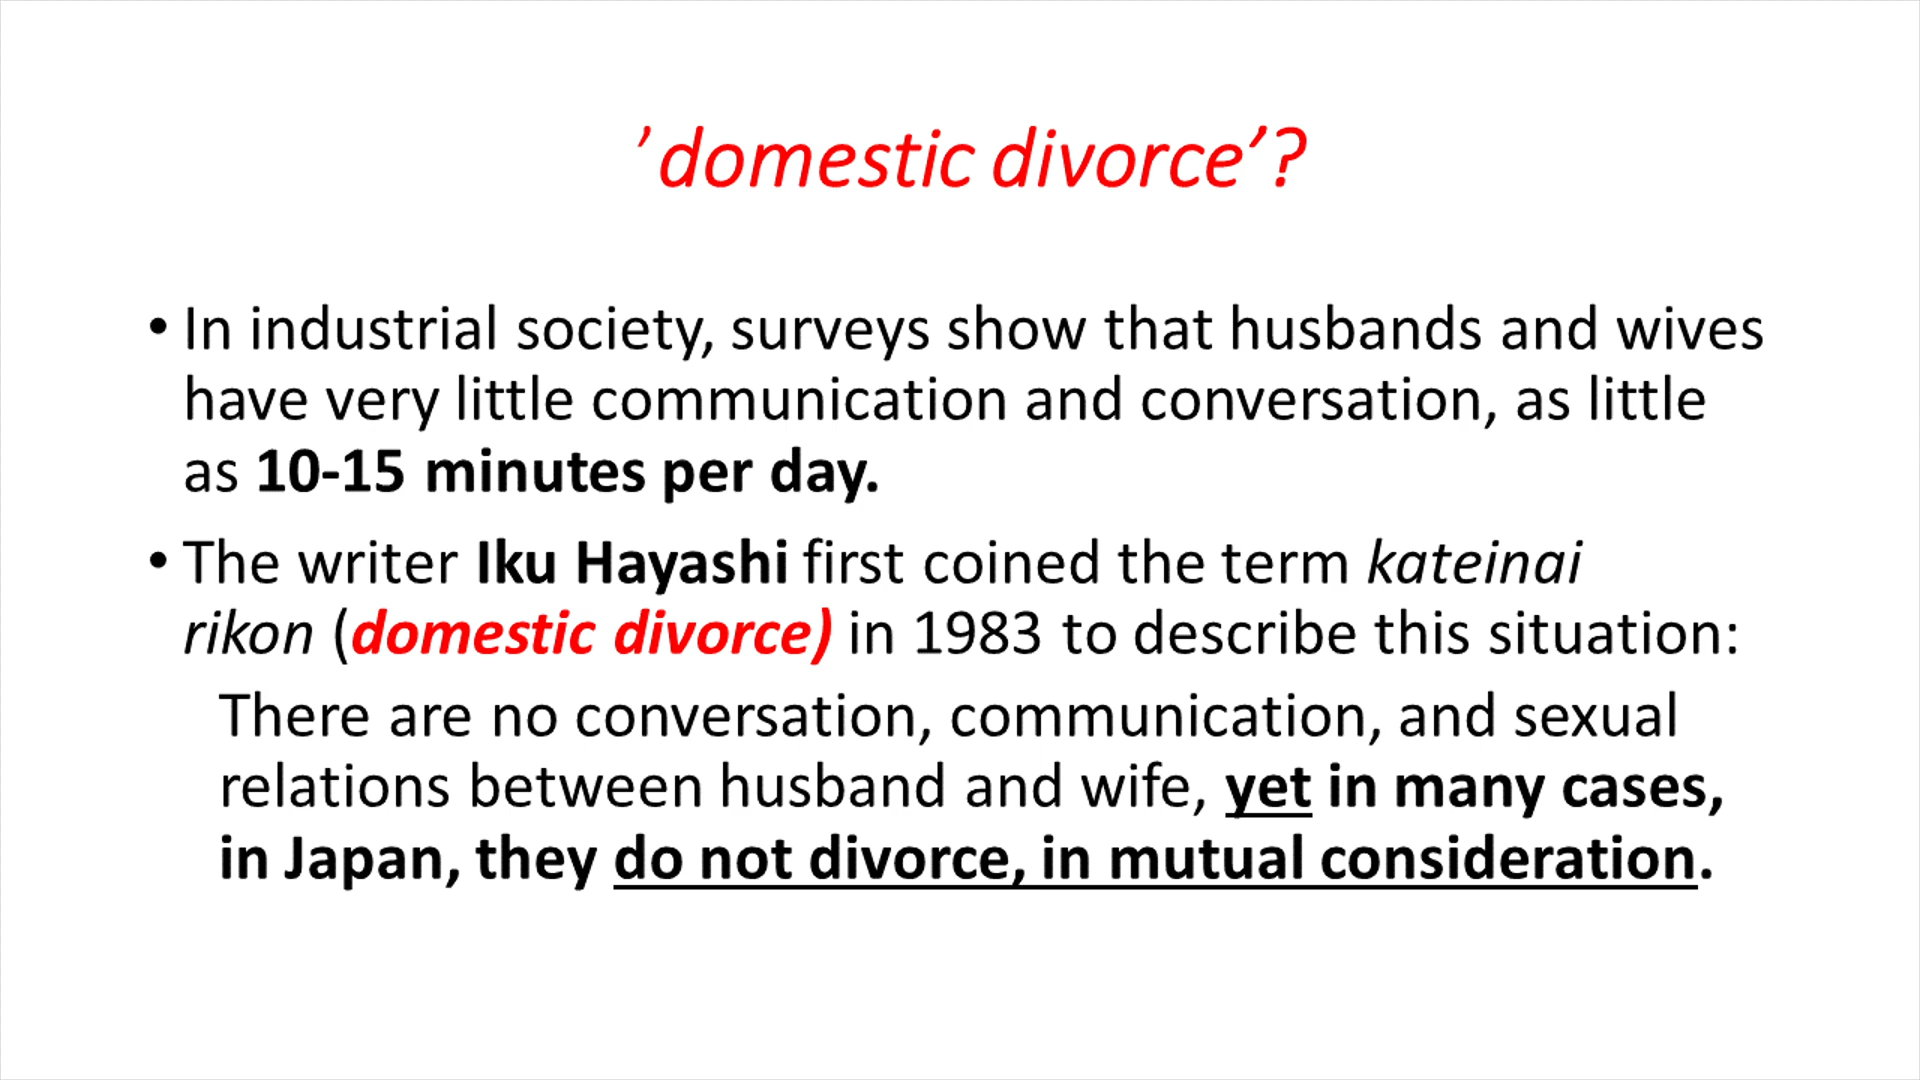 ’domestic divorce’?
• In industrial society, surveys show that husbands and wives
have very little communication and conversation, as little
as 10-15 minutes per day.
• The writer Iku Hayashi first coined the term kateinai
rikon (domestic divorce) in 1983 to describe this situation:
There are no conversation, communication, and sexual
relations between husband and wife, yet in many cases,
in Japan, they do not divorce, in mutual consideration.